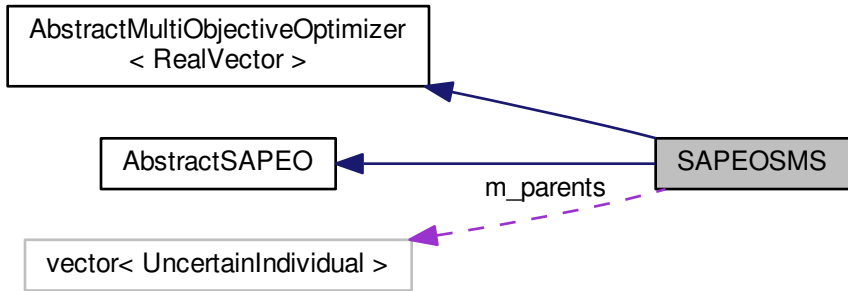 AbstractMultiObjectiveOptimizer
< RealVector >
AbstractSAPEO
SAPEOSMS
m_parents
vector< UncertainIndividual >